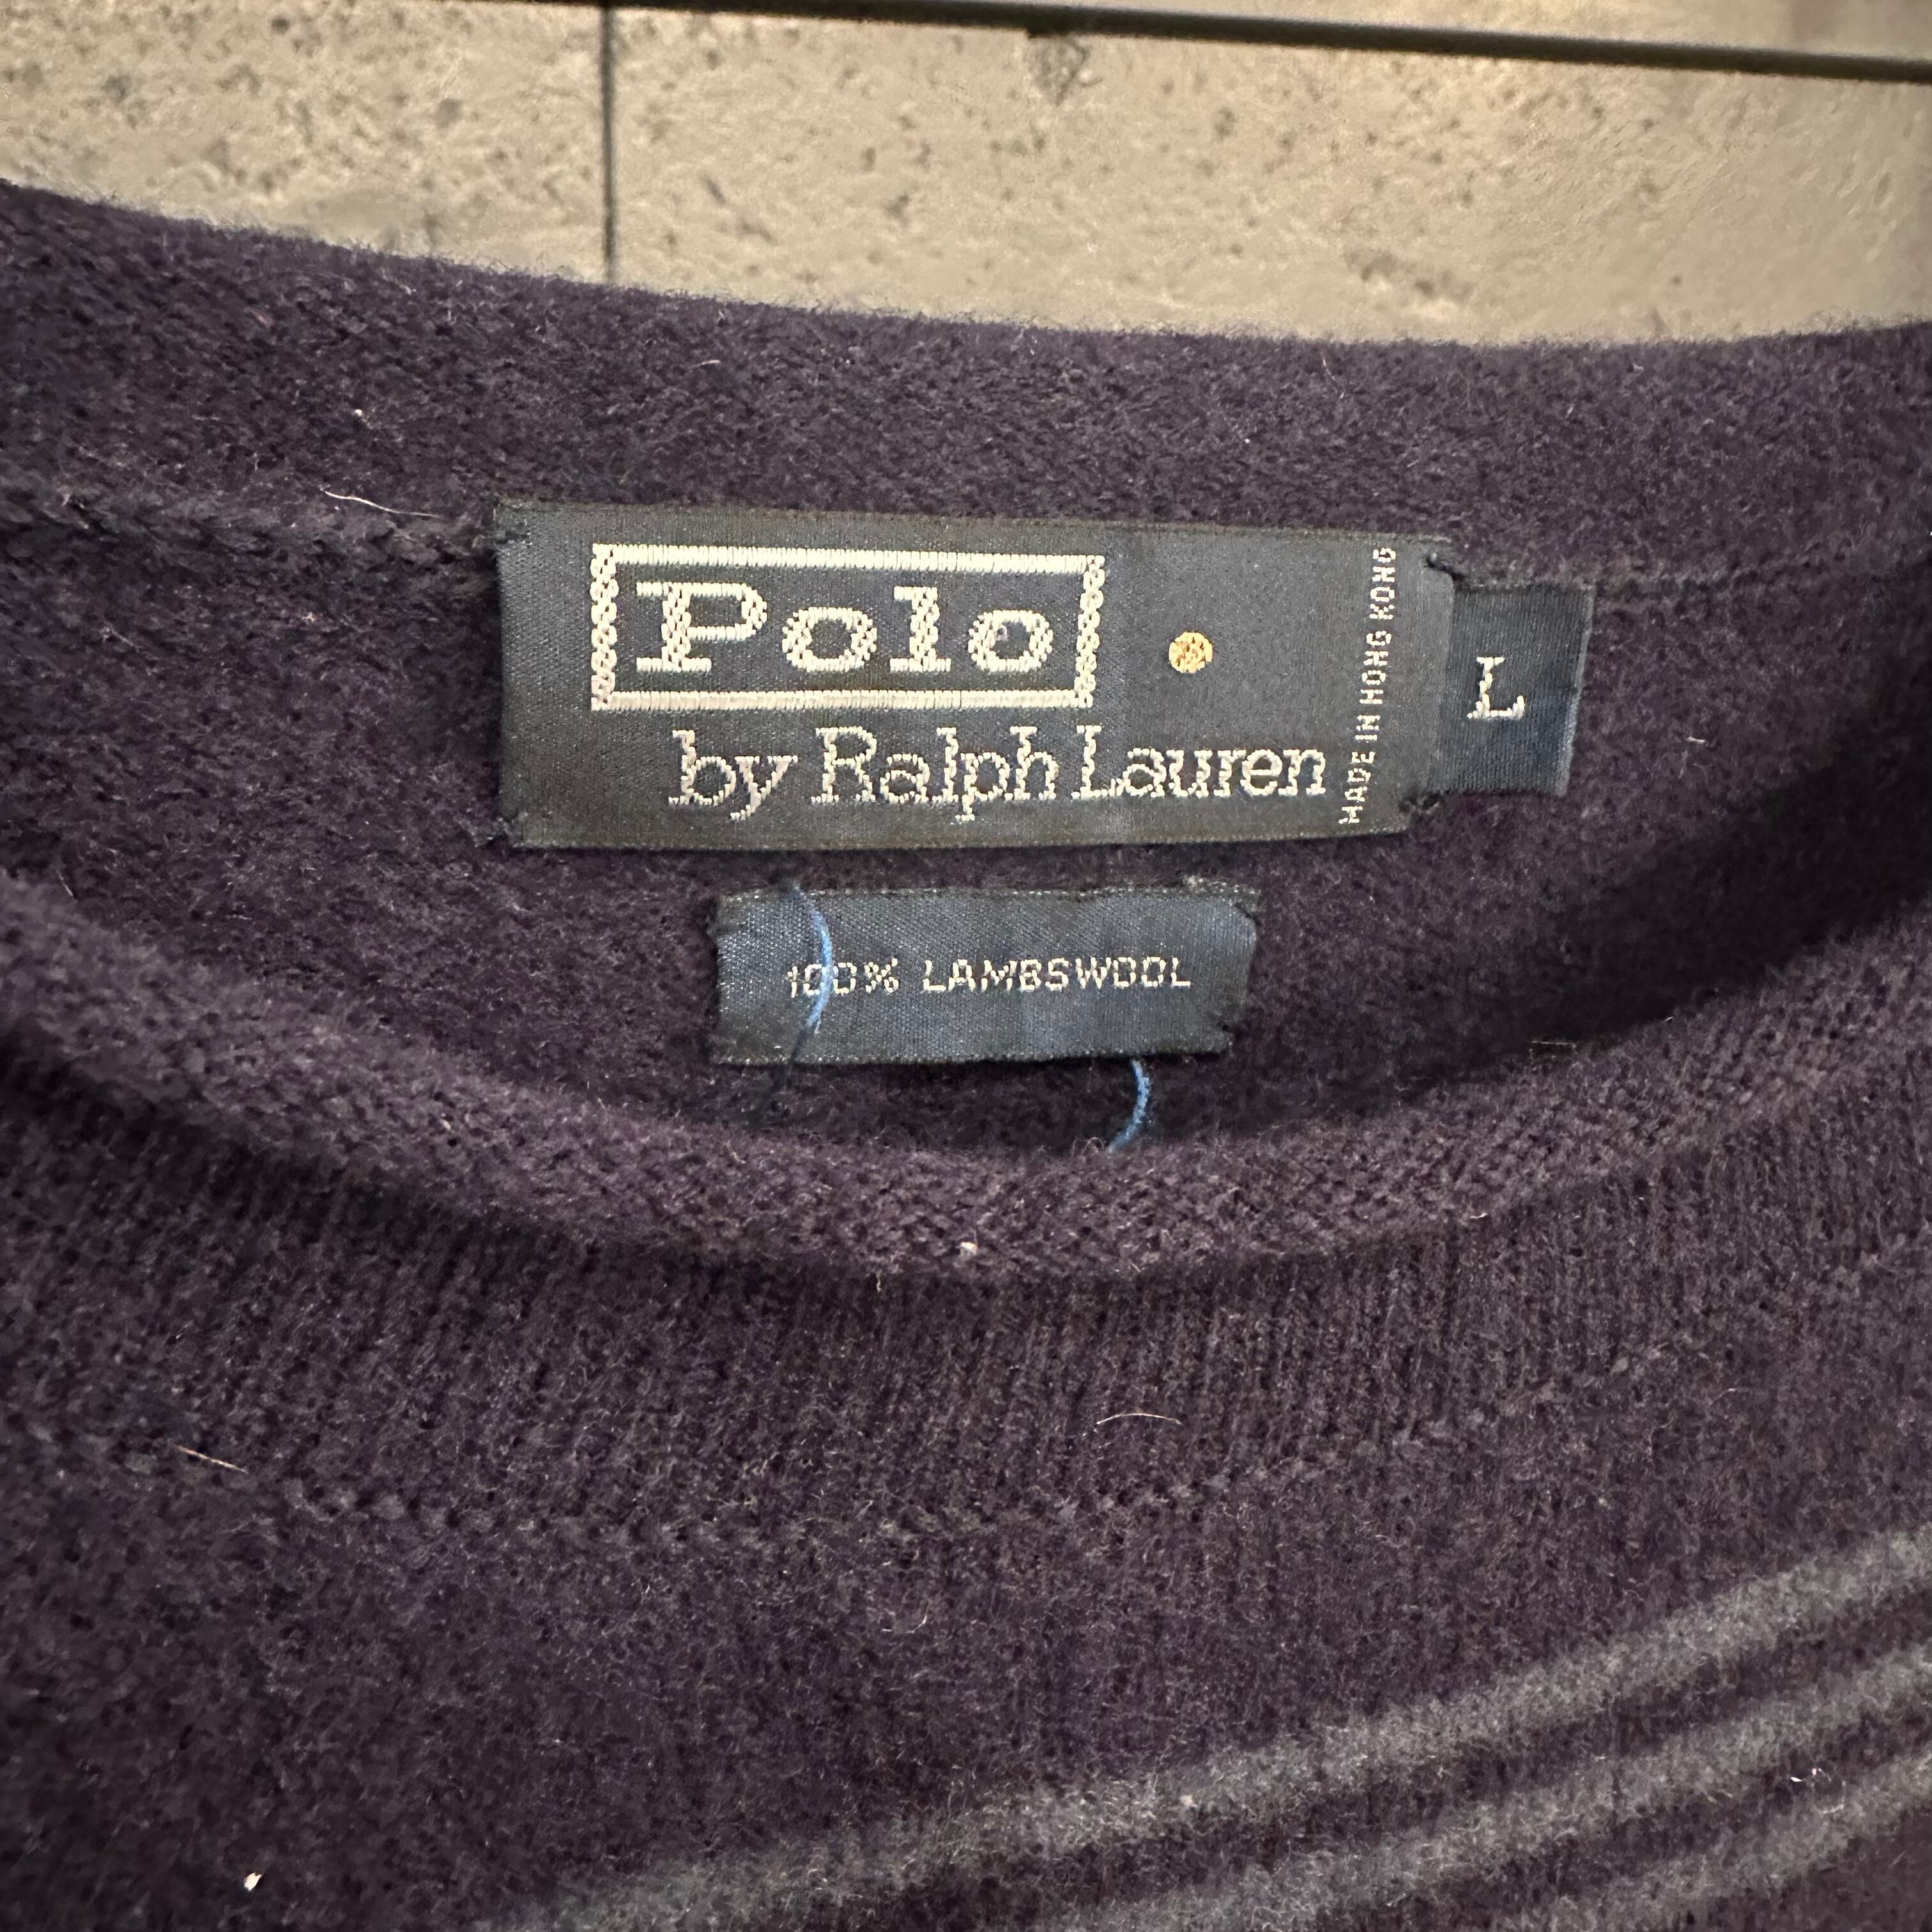 Polo
by Ralph Lauren
MADE IN HONG KONG
L
100% LAMBSWOOL